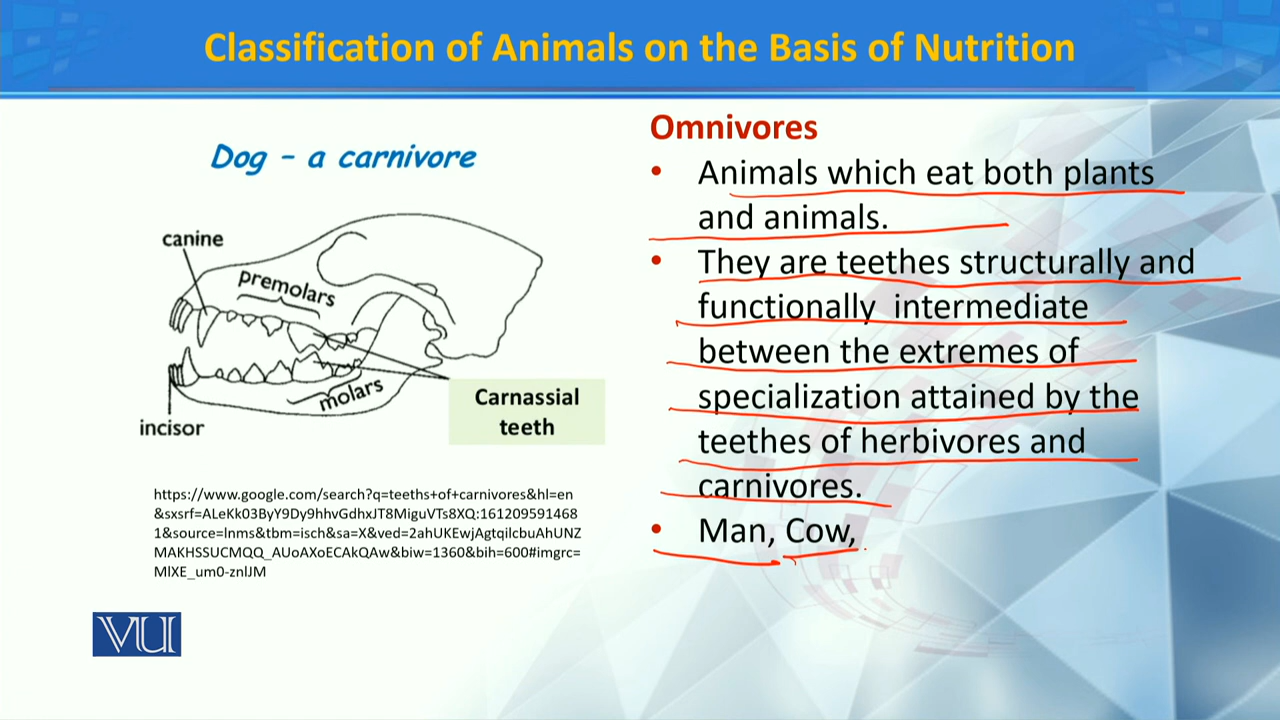 Classification of Animals on the Basis of Nutrition
Dog – a carnivore
canine
premolars
molars
incisor
Carnassial
teeth
https://www.google.com/search?q=teeths+of+carnivores&hl=en
&sxsrf=ALeKk03ByY9Dy9hhvGdhxJT8MiguVTs8XQ:161209591468
1&source=lnms&tbm=isch&sa=X&ved=2ahUKEwjAgtqilcbuAhUNZ
MAKHSSUCMQQ_AUoAXoECAkQAw&biw=1360&bih=600#imgrc=
MlXE_um0-znlJM
VU
Omnivores
• Animals which eat both plants
and animals.
• They are teethes structurally and
functionally intermediate
between the extremes of
specialization attained by the
teethes of herbivores and
carnivores.
• Man, Cow,